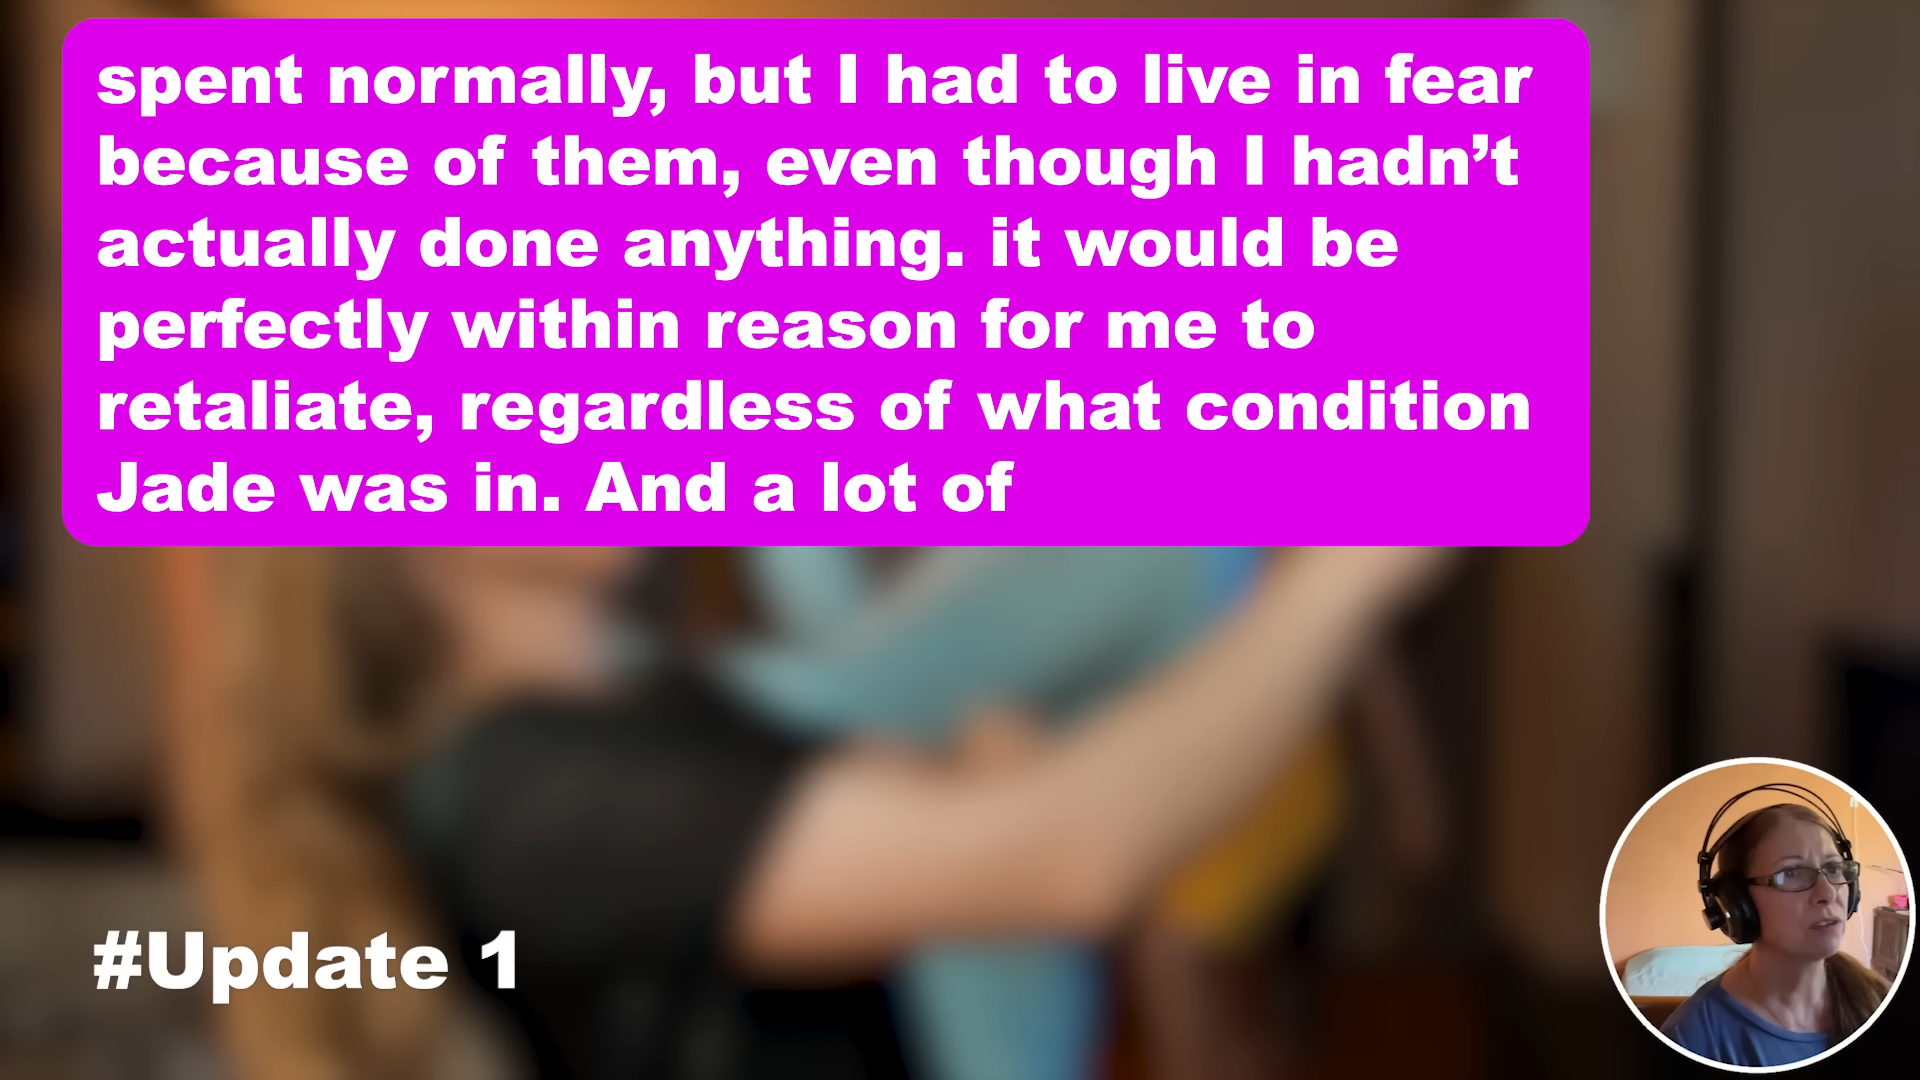 spent normally, but I had to live in fear
because of them, even though I hadn’t
actually done anything. it would be
perfectly within reason for me to
retaliate, regardless of what condition
Jade was in. And a lot of
#Update 1